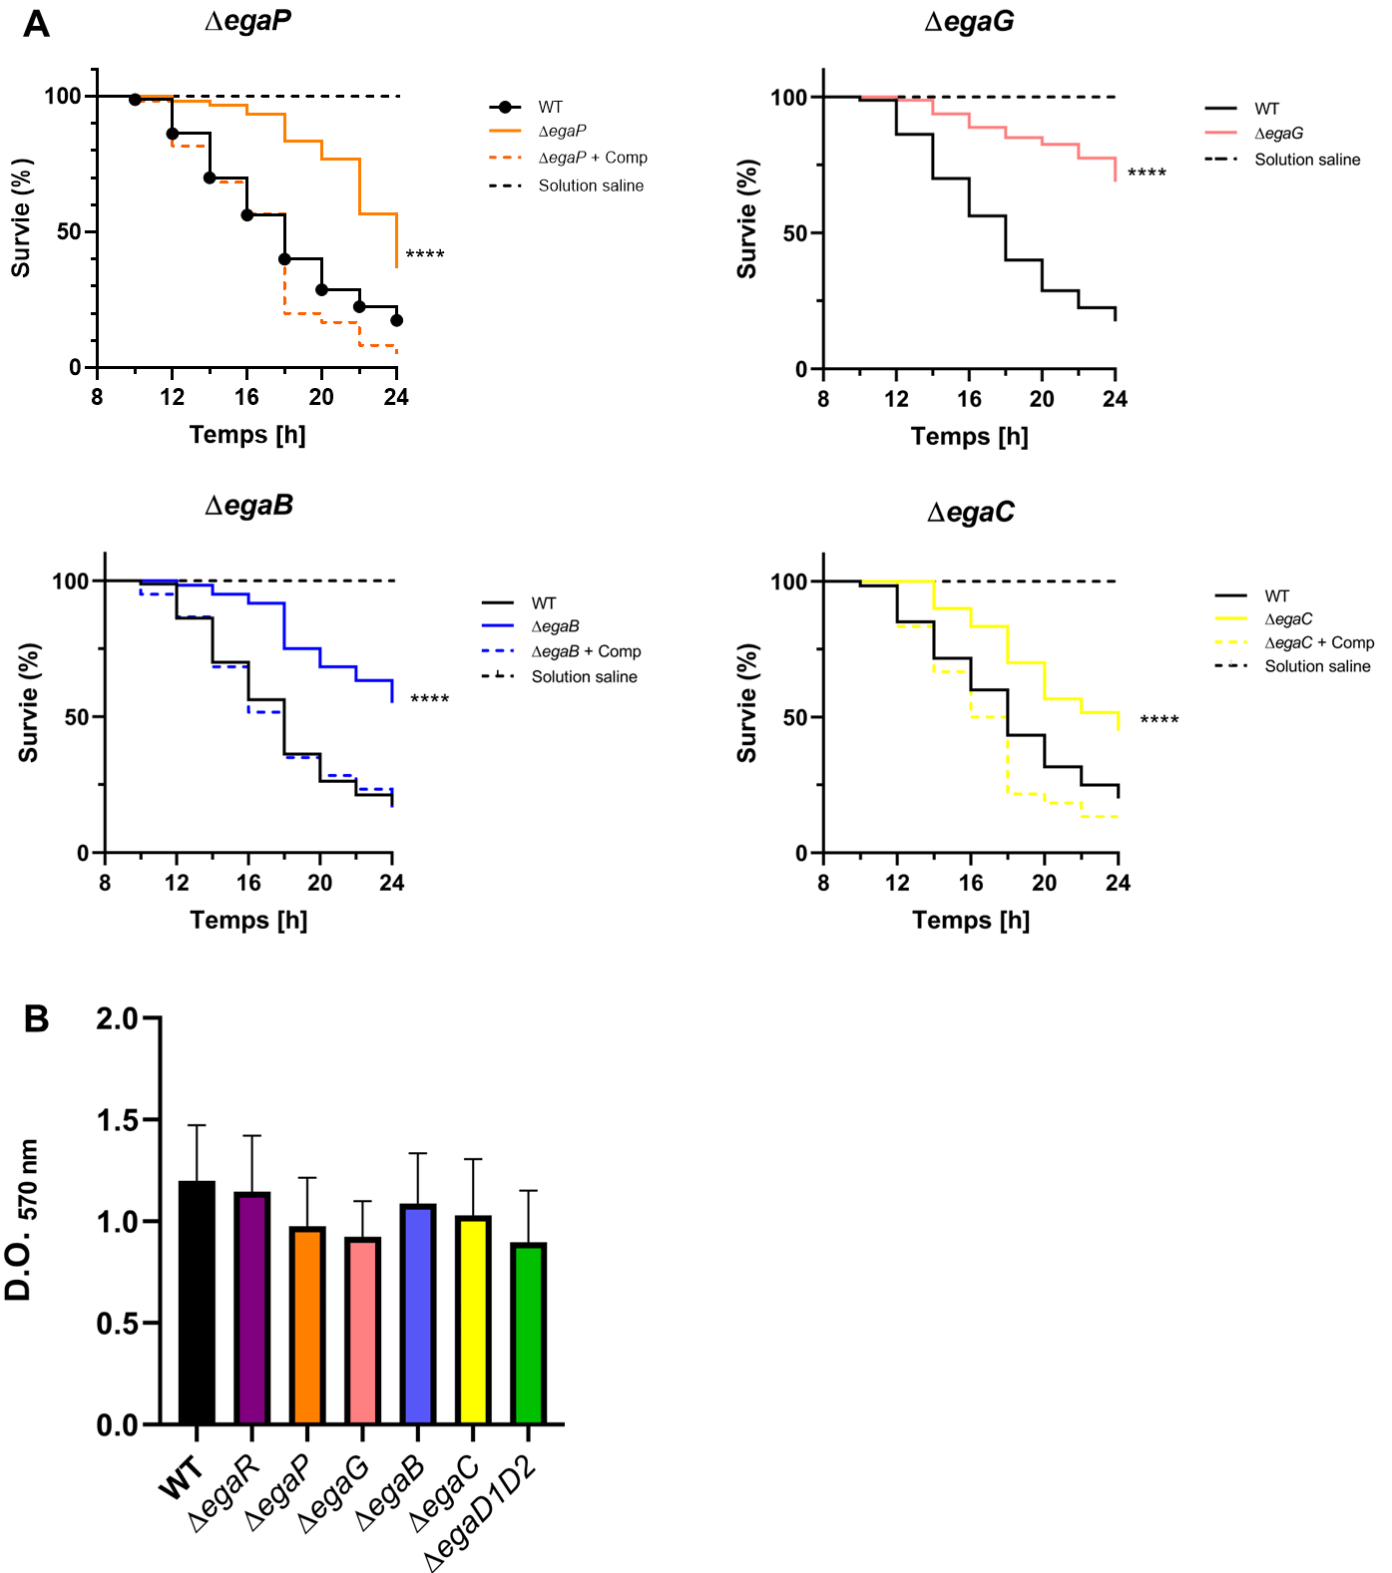 A
ΔegaP
Survie (%)
100
50
0
8 12 16 20 24
Temps [h]
****
WT
ΔegaP
ΔegaP + Comp
Solution saline
ΔegaG
Survie (%)
100
50
0
8 12 16 20 24
Temps [h]
****
WT
ΔegaG
Solution saline
ΔegaB
Survie (%)
100
50
0
8 12 16 20 24
Temps [h]
****
WT
ΔegaB
ΔegaB + Comp
Solution saline
ΔegaC
Survie (%)
100
50
0
8 12 16 20 24
Temps [h]
****
WT
ΔegaC
ΔegaC + Comp
Solution saline
B
D.O. 570 nm
2.0
1.5
1.0
0.5
0.0
WT
ΔegaR
ΔegaP
ΔegaG
ΔegaB
ΔegaC
ΔegaD1D2